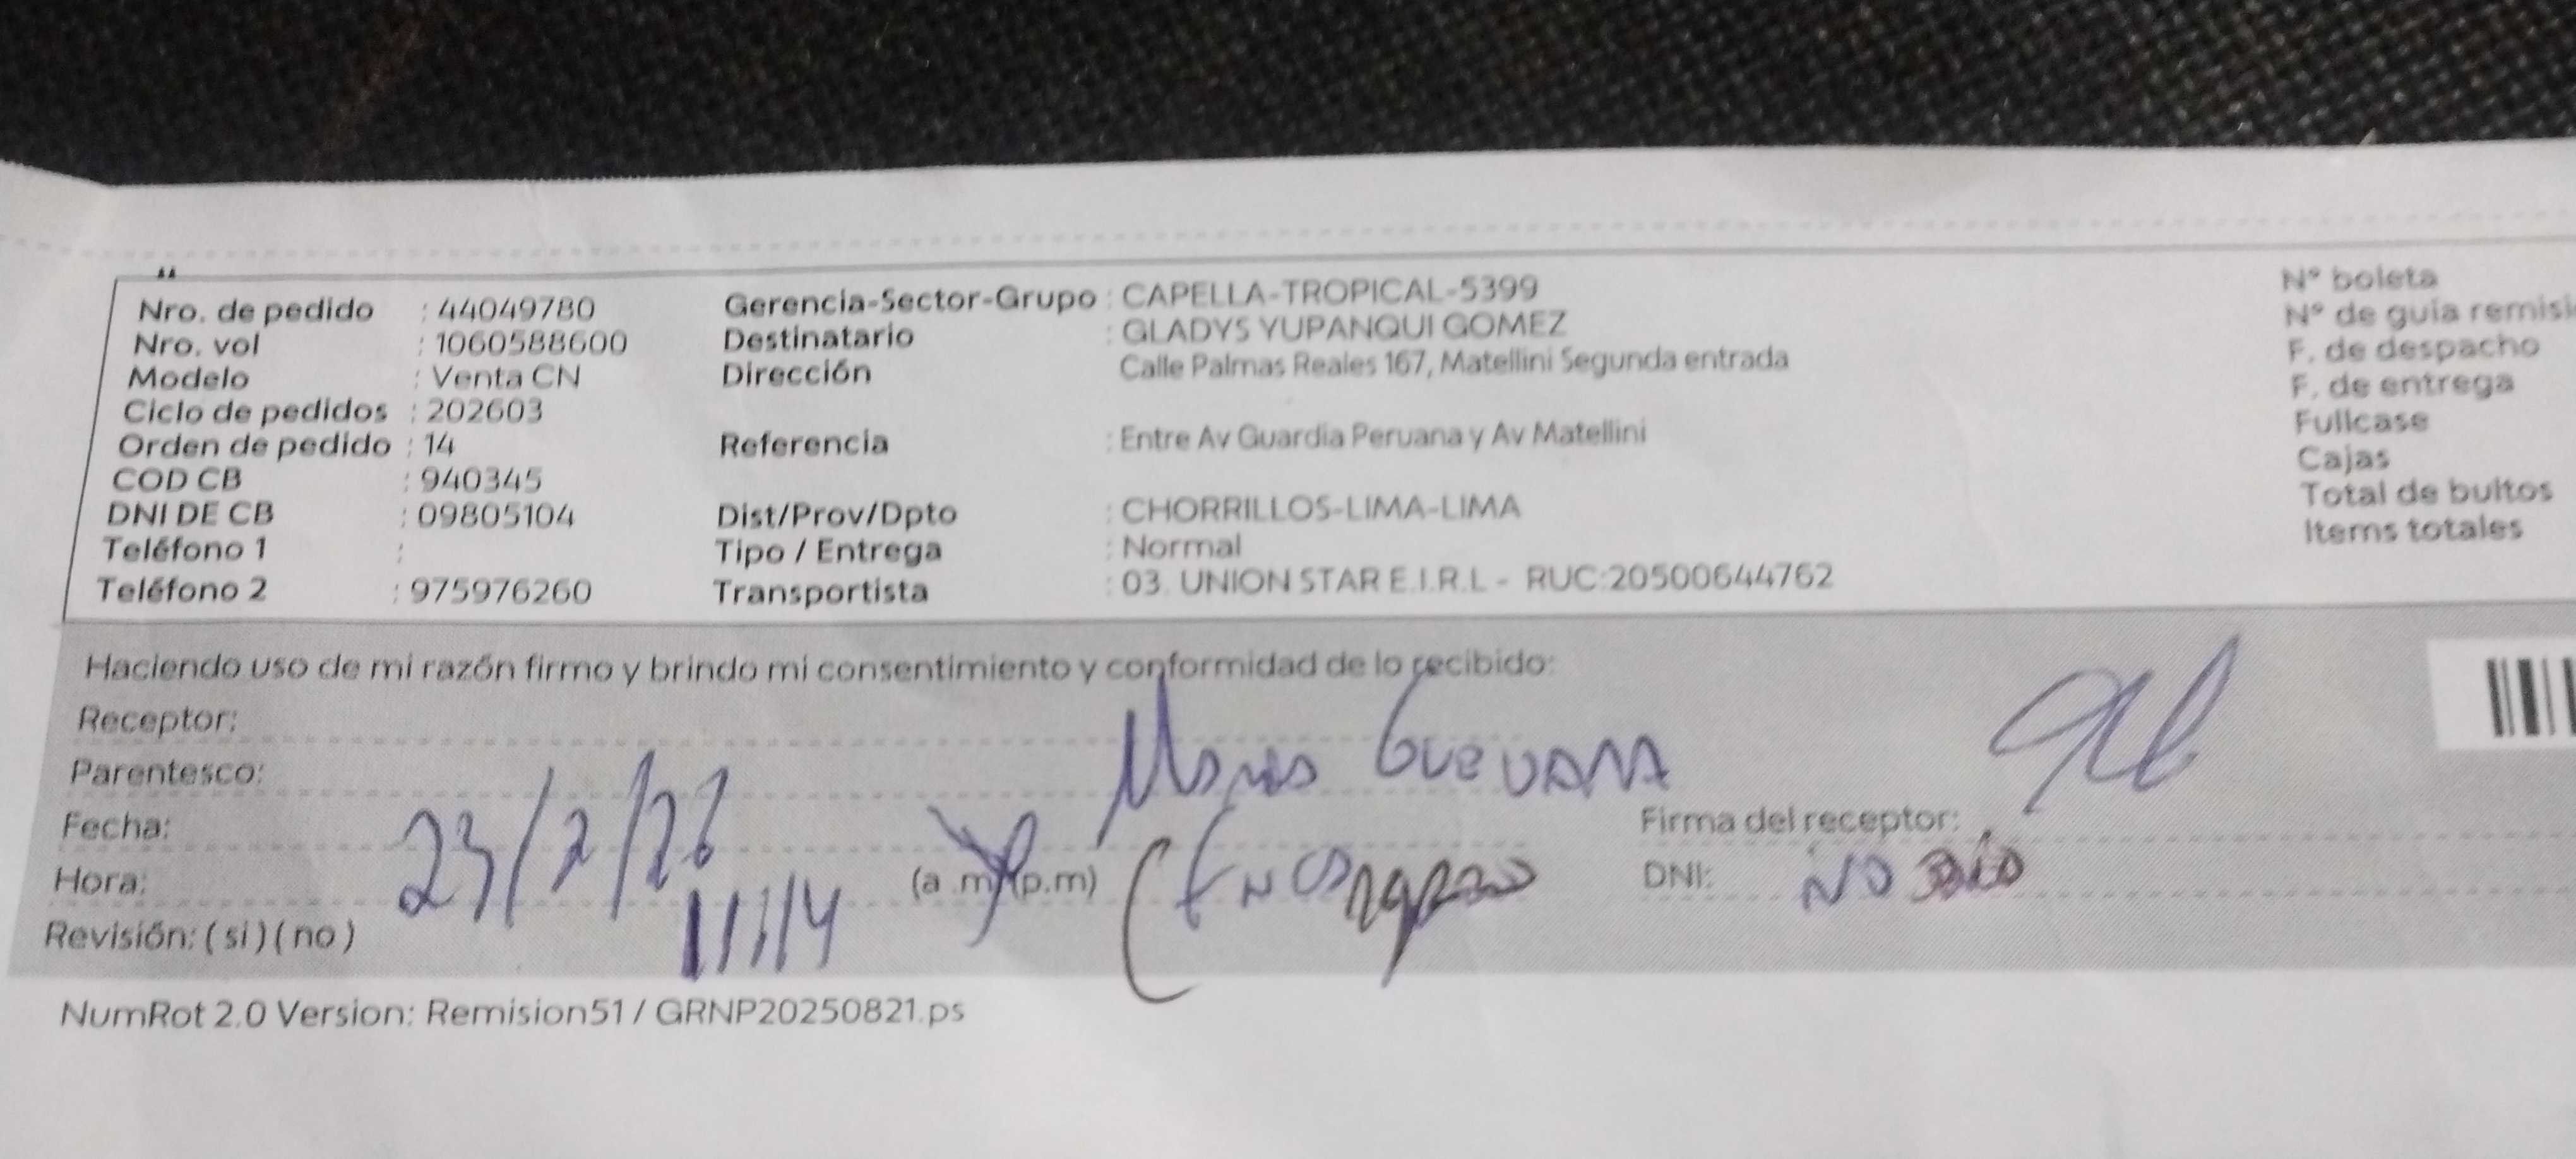 Nro. de pedido : 44049780
Nro. vol : 1060588600
Modelo : Venta CN
Ciclo de pedidos : 202603
Orden de pedido : 14
COD CB : 940345
DNI DE CB : 09805104
Teléfono 1 :
Teléfono 2 : 975976260
Gerencia-Sector-Grupo : CAPELLA-TROPICAL-5399
Destinatario : GLADYS YUPANQUI GOMEZ
Dirección Calle Palmas Reales 167, Matellini Segunda entrada
Referencia : Entre Av Guardia Peruana y Av Matellini
Dist/Prov/Dpto : CHORRILLOS-LIMA-LIMA
Tipo / Entrega : Normal
Transportista : 03. UNION STAR E.I.R.L - RUC:20500644762
N° boleta
N° de guia remisi
F. de despacho
F. de entrega
Fullcase
Cajas
Total de bultos
Items totales
Haciendo uso de mi razón firmo y brindo mi consentimiento y conformidad de lo recibido:
Receptor: GUEVARA
Parentesco:
Fecha: 23/2/26
Hora: 11:14 (a .m) (p.m)
Revisión: ( si ) ( no )
Firma del receptor:
DNI: NO DIO
NumRot 2.0 Version: Remision51 / GRNP20250821.ps